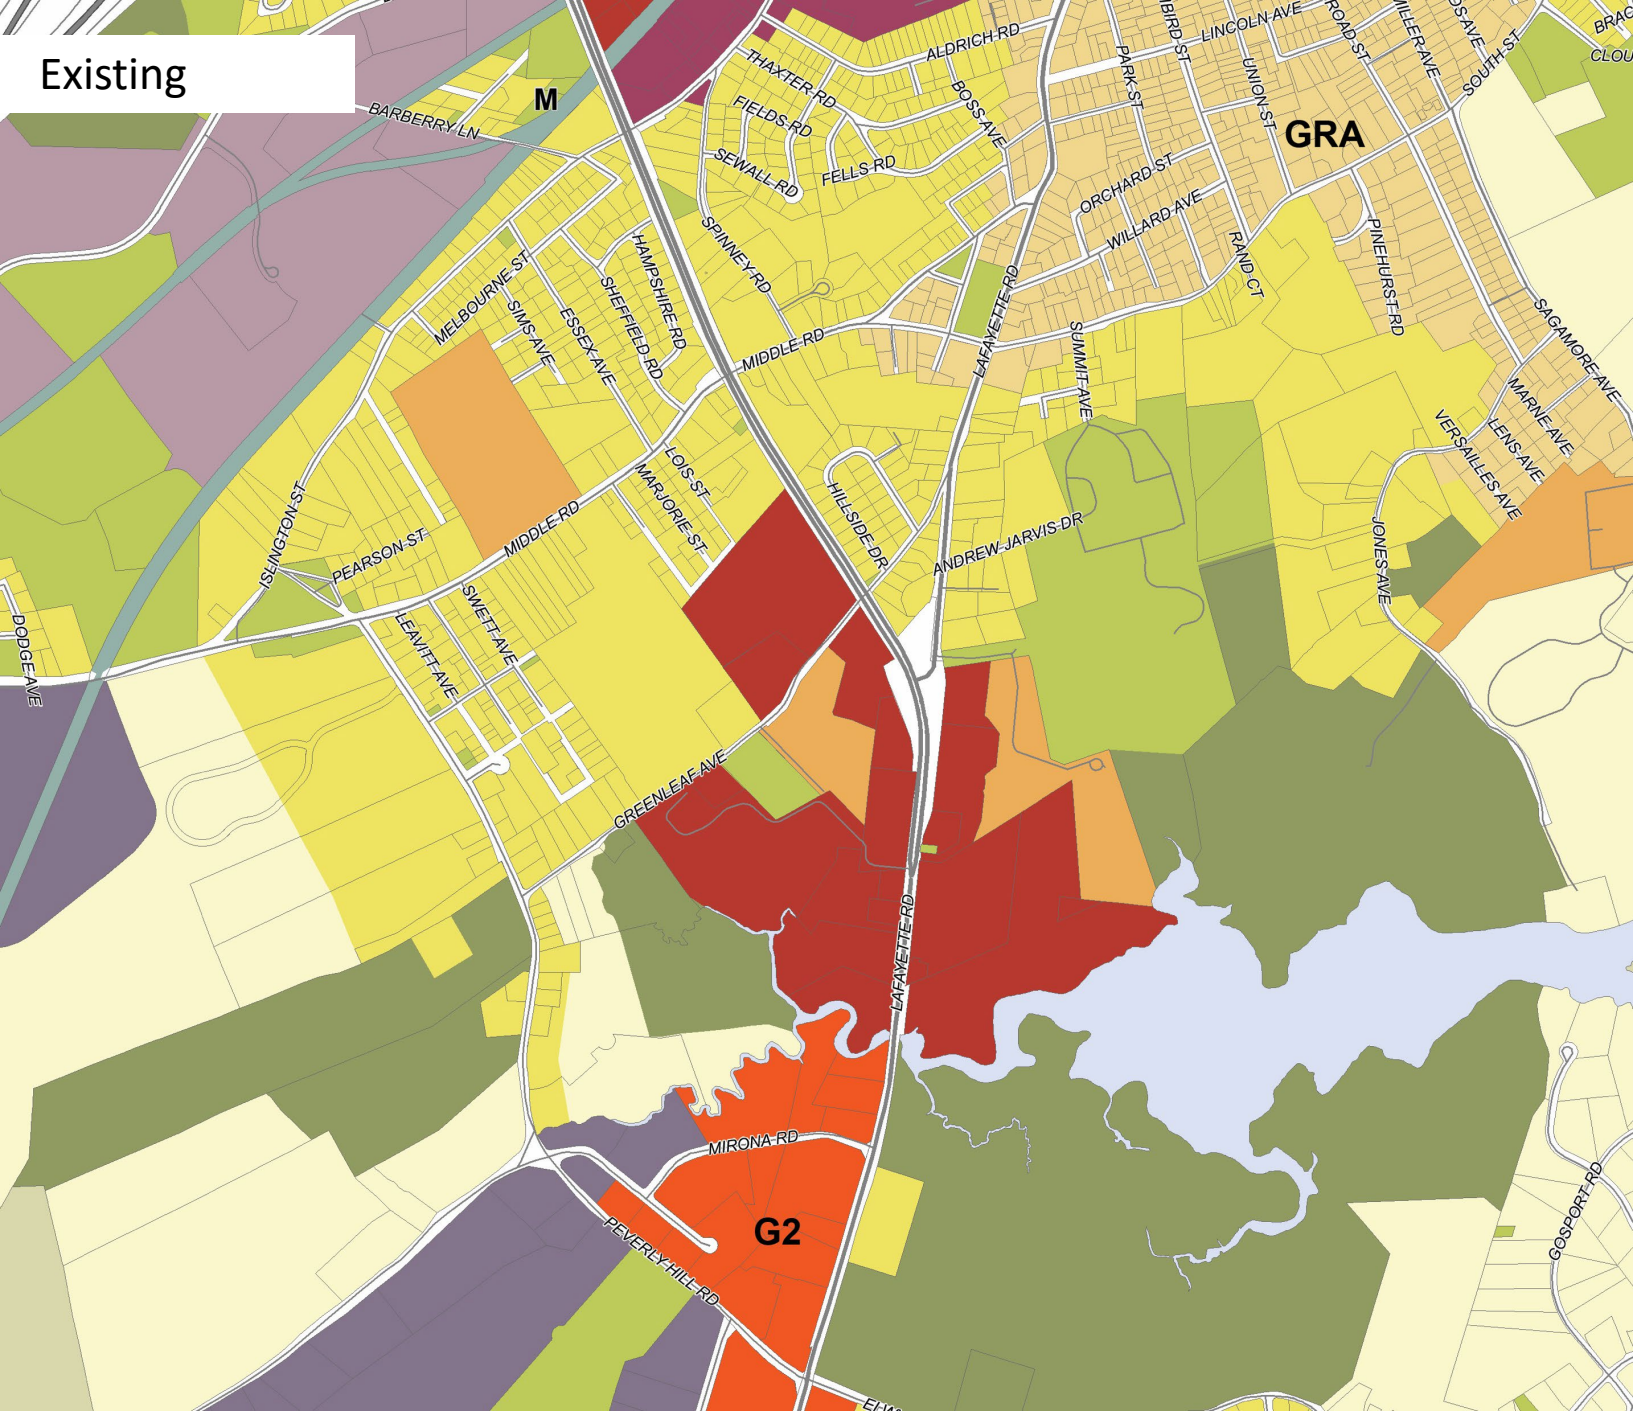 Existing
M
BARBERRY LN
ALDRICH RD
THAXTER RD
BOSS AVE
FIELDS RD
SEWALL RD
FELLS RD
LINCOLN AVE
PARK ST
UNION ST
SOUTH ST
GRA
ORCHARD ST
WILLARD AVE
RAND CT
PINEHURST RD
SPINNEY RD
HAMPSHIRE RD
MELBOURNE ST
SHEFFIELD RD
SIMS AVE
ESSEX AVE
MIDDLE RD
LAFAYETTE RD
SUMMIT AVE
SAGAMORE AVE
MARNE AVE
LENS AVE
VERSAILLES AVE
LOIS ST
MARJORIE ST
HILLSIDE DR
ISLINGTON ST
MIDDLE RD
PEARSON ST
ANDREW JARVIS DR
JONES AVE
SWETT AVE
LEAVITT AVE
DODGE AVE
GREENLEAF AVE
LAFAYETTE RD
MIRONA RD
G2
PEVERLY HILL RD
GOSPORT RD